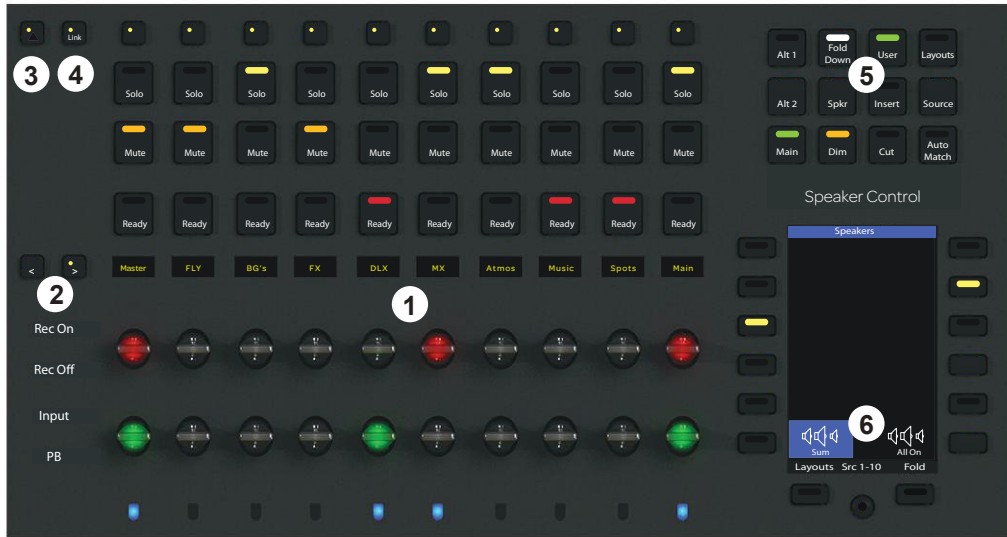 Link
3
4
Solo Solo Solo Solo Solo Solo Solo Solo Solo Solo
Mute Mute Mute Mute Mute Mute Mute Mute Mute Mute
Ready Ready Ready Ready Ready Ready Ready Ready Ready Ready
< >
Master FLY BG's FX DLX MX Atmos Music Spots Main
2
1
Rec On
Rec Off
Input
PB
Alt 1 Fold Down User Layouts
5
Alt 2 Spkr Insert Source
Main Dim Cut Auto Match
Speaker Control
Speakers
6
Sum All On
Layouts Src 1-10 Fold